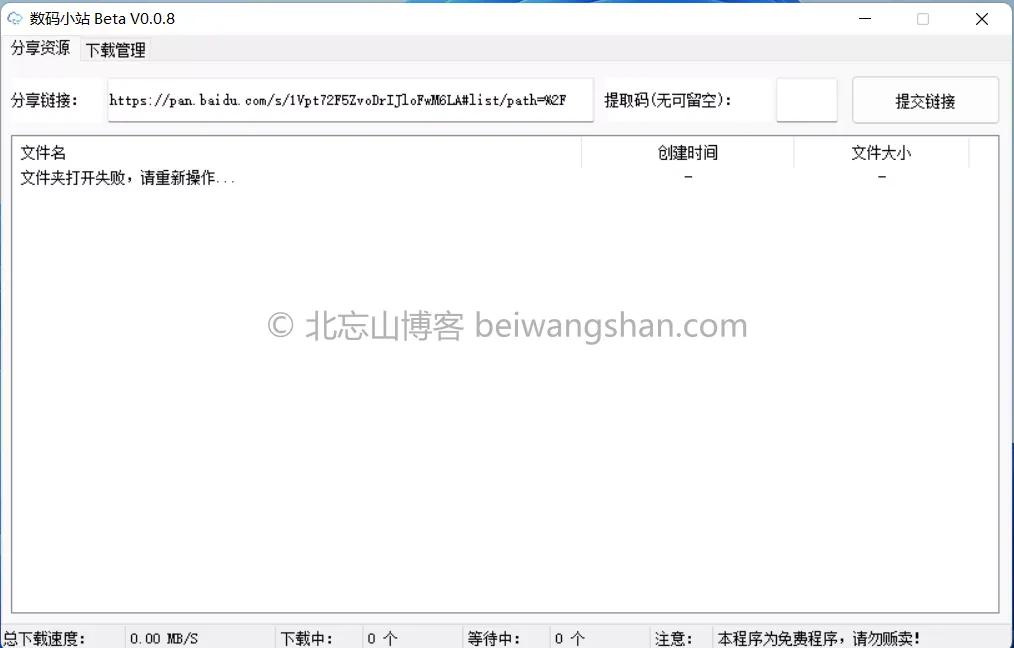 数码小站 Beta V0.0.8
分享资源 下载管理
分享链接: https://pan.baidu.com/s/1Vpt72F5ZvoDrIJloFwM6LA#list/path=%2F 提取码(无可留空): 提交链接
文件名 创建时间 文件大小
文件夹打开失败，请重新操作... - -
© 北忘山博客 beiwangshan.com
总下载速度: 0.00 MB/S 下载中: 0 个 等待中: 0 个 注意: 本程序为免费程序，请勿贩卖!